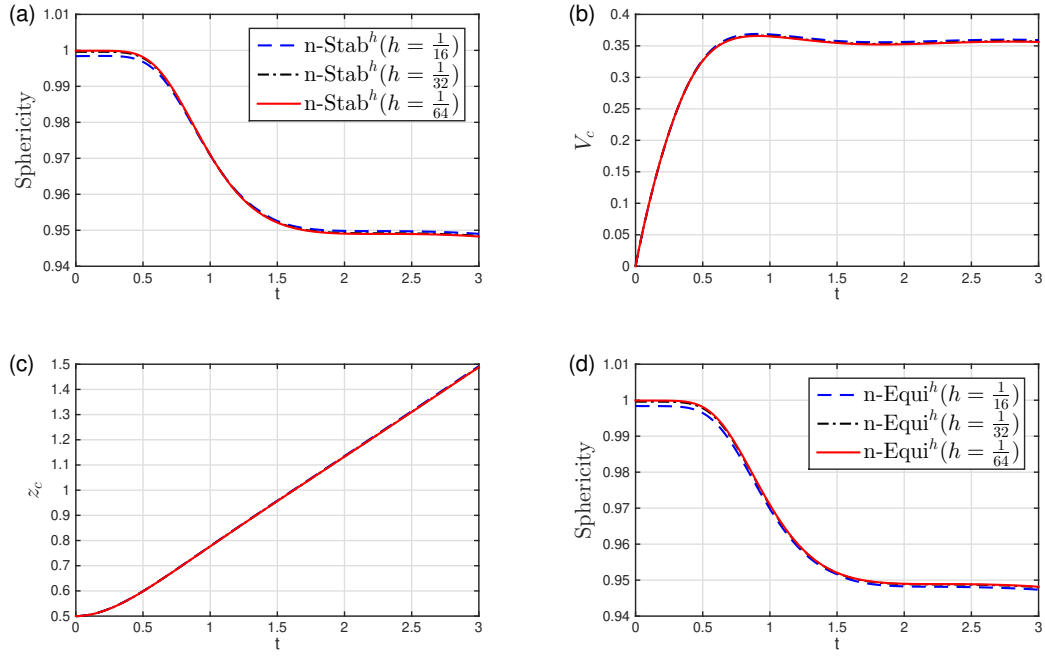 (a)
1.01
1
0.99
0.98
0.97
0.96
0.95
0.94
Sphericity
0 0.5 1 1.5 2 2.5 3
t
n-Stab^h(h = 1/16)
n-Stab^h(h = 1/32)
n-Stab^h(h = 1/64)
(b)
0.4
0.35
0.3
0.25
0.2
0.15
0.1
0.05
0
V_c
0 0.5 1 1.5 2 2.5 3
t
(c)
1.5
1.4
1.3
1.2
1.1
1
0.9
0.8
0.7
0.6
0.5
z_c
0 0.5 1 1.5 2 2.5 3
t
(d)
1.01
1
0.99
0.98
0.97
0.96
0.95
0.94
Sphericity
0 0.5 1 1.5 2 2.5 3
t
n-Equi^h(h = 1/16)
n-Equi^h(h = 1/32)
n-Equi^h(h = 1/64)